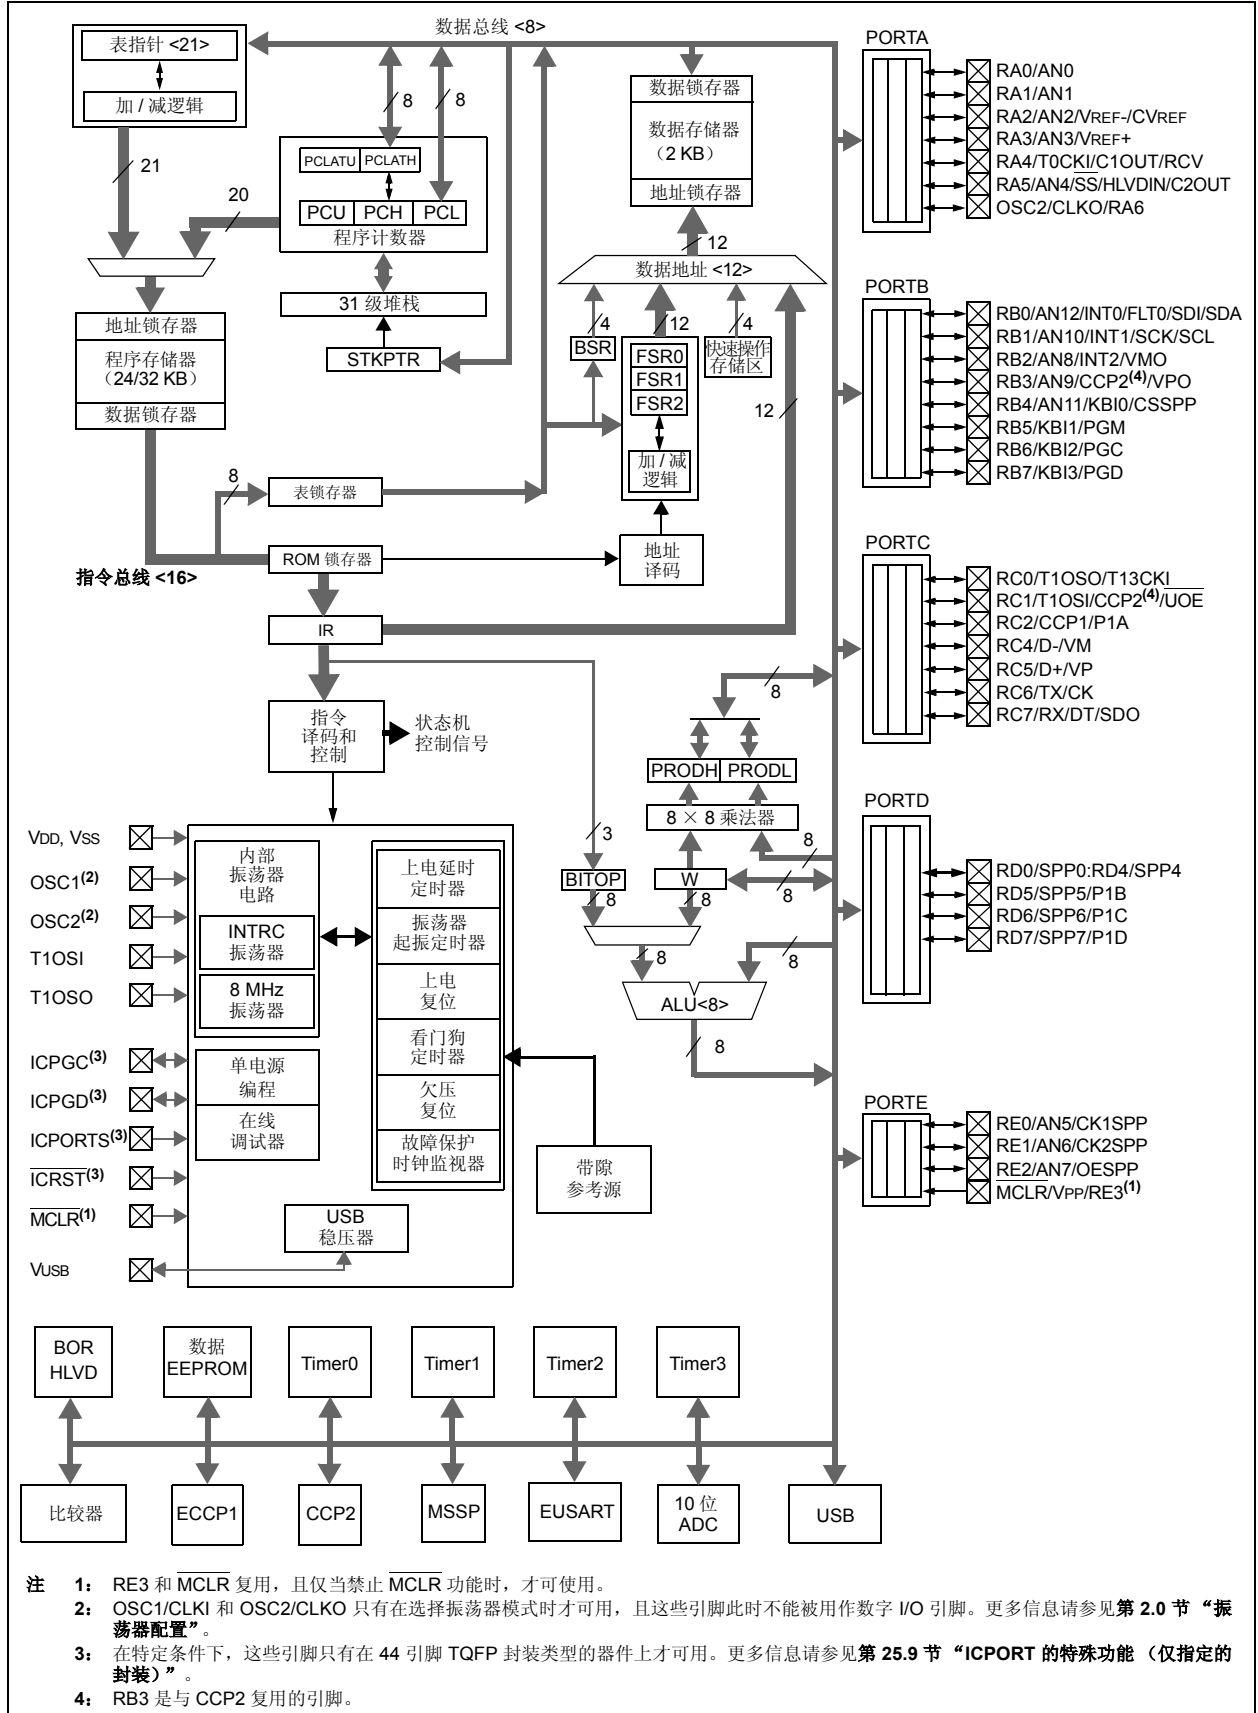 数据总线 <8>
表指针 <21>
加 / 减逻辑
21
20
8
8
PCLATU
PCLATH
PCU
PCH
PCL
程序计数器
31 级堆栈
STKPTR
地址锁存器
程序存储器
（24/32 KB）
数据锁存器
8
表锁存器
ROM 锁存器
指令总线 <16>
IR
数据锁存器
数据存储器
（2 KB）
地址锁存器
12
数据地址 <12>
4
12
4
BSR
FSR0
FSR1
FSR2
快速操作
存储区
12
加 / 减
逻辑
地址
译码
指令
译码和
控制
状态机
控制信号
8
PRODH
PRODL
8 × 8 乘法器
3
8
8
BITOP
W
8
8
8
8
ALU<8>
8
VDD, VSS
OSC1(2)
OSC2(2)
T1OSI
T1OSO
ICPGC(3)
ICPGD(3)
ICPORTS(3)
ICRST(3)
MCLR(1)
VUSB
内部
振荡器
电路
INTRC
振荡器
8 MHz
振荡器
单电源
编程
在线
调试器
上电延时
定时器
振荡器
起振定时器
上电
复位
看门狗
定时器
欠压
复位
故障保护
时钟监视器
USB
稳压器
带隙
参考源
PORTA
RA0/AN0
RA1/AN1
RA2/AN2/VREF-/CVREF
RA3/AN3/VREF+
RA4/T0CKI/C1OUT/RCV
RA5/AN4/SS/HLVDIN/C2OUT
OSC2/CLKO/RA6
PORTB
RB0/AN12/INT0/FLT0/SDI/SDA
RB1/AN10/INT1/SCK/SCL
RB2/AN8/INT2/VMO
RB3/AN9/CCP2(4)/VPO
RB4/AN11/KBI0/CSSPP
RB5/KBI1/PGM
RB6/KBI2/PGC
RB7/KBI3/PGD
PORTC
RC0/T1OSO/T13CKI
RC1/T1OSI/CCP2(4)/UOE
RC2/CCP1/P1A
RC4/D-/VM
RC5/D+/VP
RC6/TX/CK
RC7/RX/DT/SDO
PORTD
RD0/SPP0:RD4/SPP4
RD5/SPP5/P1B
RD6/SPP6/P1C
RD7/SPP7/P1D
PORTE
RE0/AN5/CK1SPP
RE1/AN6/CK2SPP
RE2/AN7/OESPP
MCLR/VPP/RE3(1)
BOR
HLVD
数据
EEPROM
Timer0
Timer1
Timer2
Timer3
比较器
ECCP1
CCP2
MSSP
EUSART
10 位
ADC
USB
注 1： RE3 和 MCLR 复用，且仅当禁止 MCLR 功能时，才可使用。
2： OSC1/CLKI 和 OSC2/CLKO 只有在选择振荡器模式时才可用，且这些引脚此时不能被用作数字 I/O 引脚。更多信息请参见第 2.0 节 “振
荡器配置”。
3： 在特定条件下，这些引脚只有在 44 引脚 TQFP 封装类型的器件上才可用。更多信息请参见第 25.9 节 “ICPORT 的特殊功能 （仅指定的
封装）”。
4： RB3 是与 CCP2 复用的引脚。